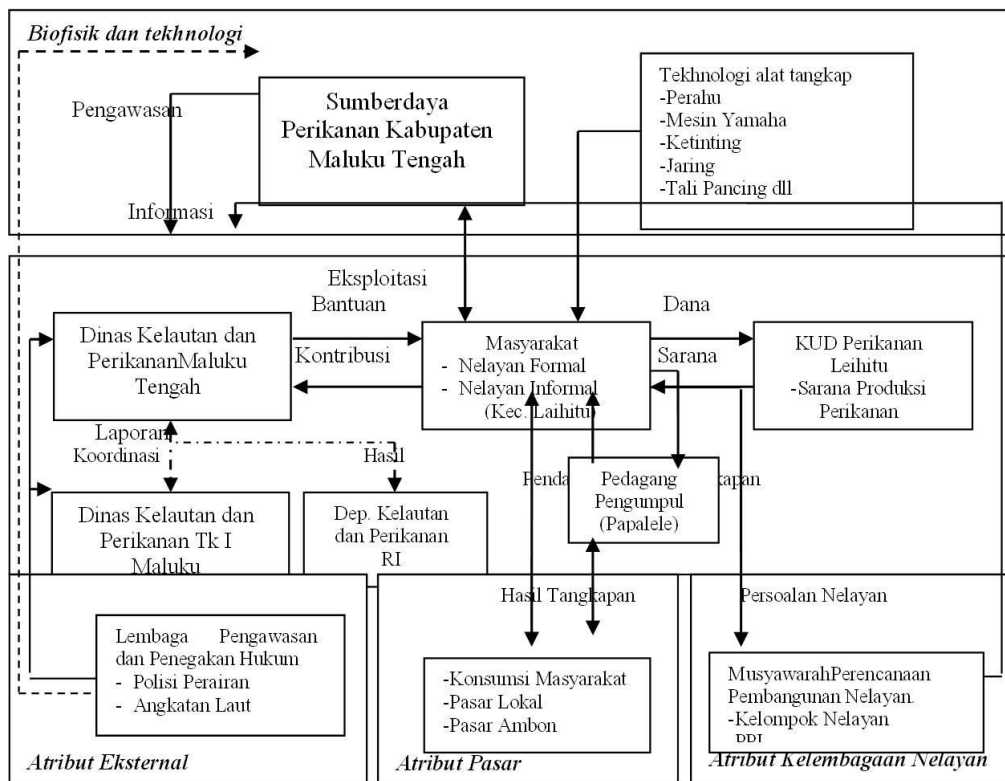 Biofisik dan tekhnologi
Pengawasan
Sumberdaya
Perikanan Kabupaten
Maluku Tengah
Tekhnologi alat tangkap
-Perahu
-Mesin Yamaha
-Ketinting
-Jaring
-Tali Pancing dll
Informasi
Eksploitasi
Bantuan
Dana
Dinas Kelautan dan
PerikananMaluku
Tengah
Kontribusi
Masyarakat
- Nelayan Formal
- Nelayan Informal
(Kec. Laihitu)
Sarana
KUD Perikanan
Leihitu
-Sarana Produksi
Perikanan
Laporan
Koordinasi
Hasil
Dinas Kelautan dan
Perikanan Tk I
Maluku
Dep. Kelautan
dan Perikanan
RI
Penda
kapan
Pedagang
Pengumpul
(Papalele)
Hasil Tangkapan
Persoalan Nelayan
Lembaga Pengawasan
dan Penegakan Hukum
- Polisi Perairan
- Angkatan Laut
-Konsumsi Masyarakat
-Pasar Lokal
-Pasar Ambon
MusyawarahPerencanaan
Pembangunan Nelayan.
-Kelompok Nelayan
Atribut Eksternal
Atribut Pasar
Atribut Kelembagaan Nelayan